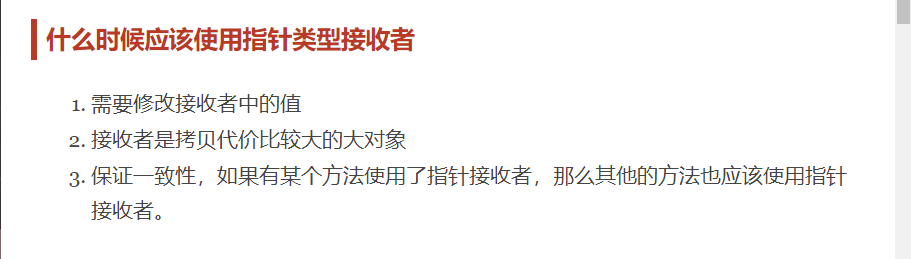 什么时候应该使用指针类型接收者
1. 需要修改接收者中的值
2. 接收者是拷贝代价比较大的大对象
3. 保证一致性，如果有某个方法使用了指针接收者，那么其他的方法也应该使用指针
接收者。